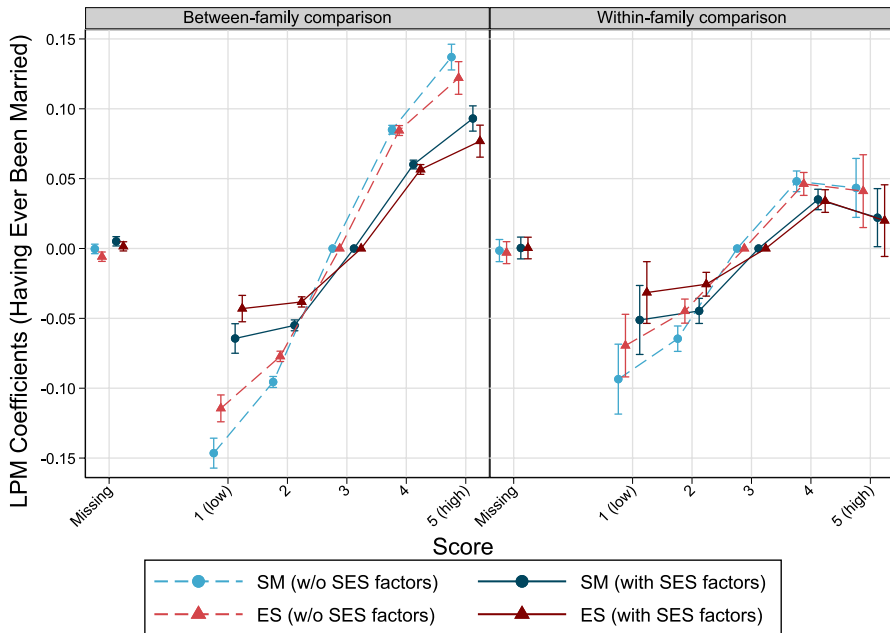 Between-family comparison
Within-family comparison
LPM Coefficients (Having Ever Been Married)
0.15
0.10
0.05
0.00
-0.05
-0.10
-0.15
Missing
1 (low)
2
3
4
5 (high)
Missing
1 (low)
2
3
4
5 (high)
Score
SM (w/o SES factors)
SM (with SES factors)
ES (w/o SES factors)
ES (with SES factors)